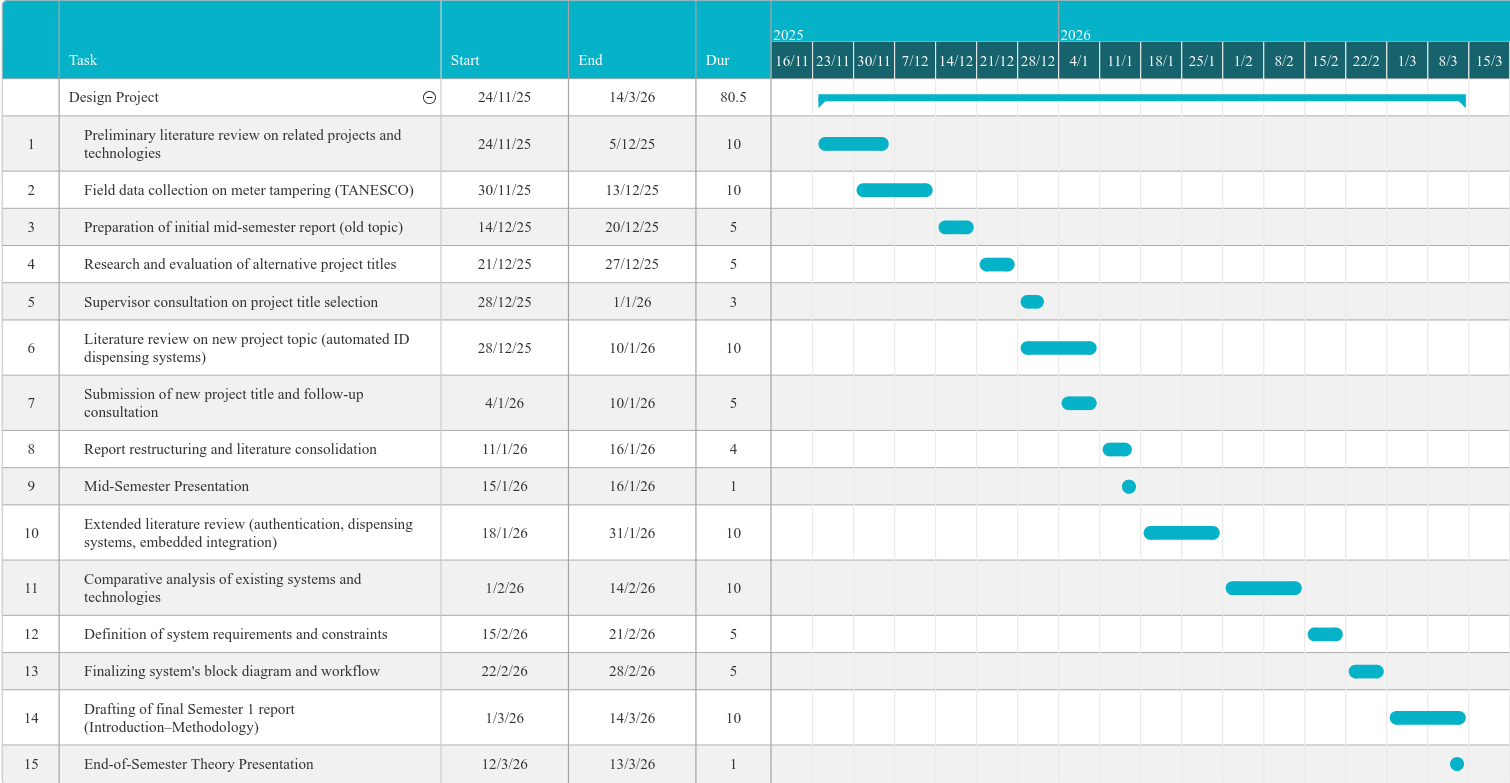 2025 2026
Task Start End Dur 16/11 23/11 30/11 7/12 14/12 21/12 28/12 4/1 11/1 18/1 25/1 1/2 8/2 15/2 22/2 1/3 8/3 15/3
Design Project 24/11/25 14/3/26 80.5
1 Preliminary literature review on related projects and
technologies 24/11/25 5/12/25 10
2 Field data collection on meter tampering (TANESCO) 30/11/25 13/12/25 10
3 Preparation of initial mid-semester report (old topic) 14/12/25 20/12/25 5
4 Research and evaluation of alternative project titles 21/12/25 27/12/25 5
5 Supervisor consultation on project title selection 28/12/25 1/1/26 3
6 Literature review on new project topic (automated ID
dispensing systems) 28/12/25 10/1/26 10
7 Submission of new project title and follow-up
consultation 4/1/26 10/1/26 5
8 Report restructuring and literature consolidation 11/1/26 16/1/26 4
9 Mid-Semester Presentation 15/1/26 16/1/26 1
10 Extended literature review (authentication, dispensing
systems, embedded integration) 18/1/26 31/1/26 10
11 Comparative analysis of existing systems and
technologies 1/2/26 14/2/26 10
12 Definition of system requirements and constraints 15/2/26 21/2/26 5
13 Finalizing system's block diagram and workflow 22/2/26 28/2/26 5
14 Drafting of final Semester 1 report
(Introduction–Methodology) 1/3/26 14/3/26 10
15 End-of-Semester Theory Presentation 12/3/26 13/3/26 1